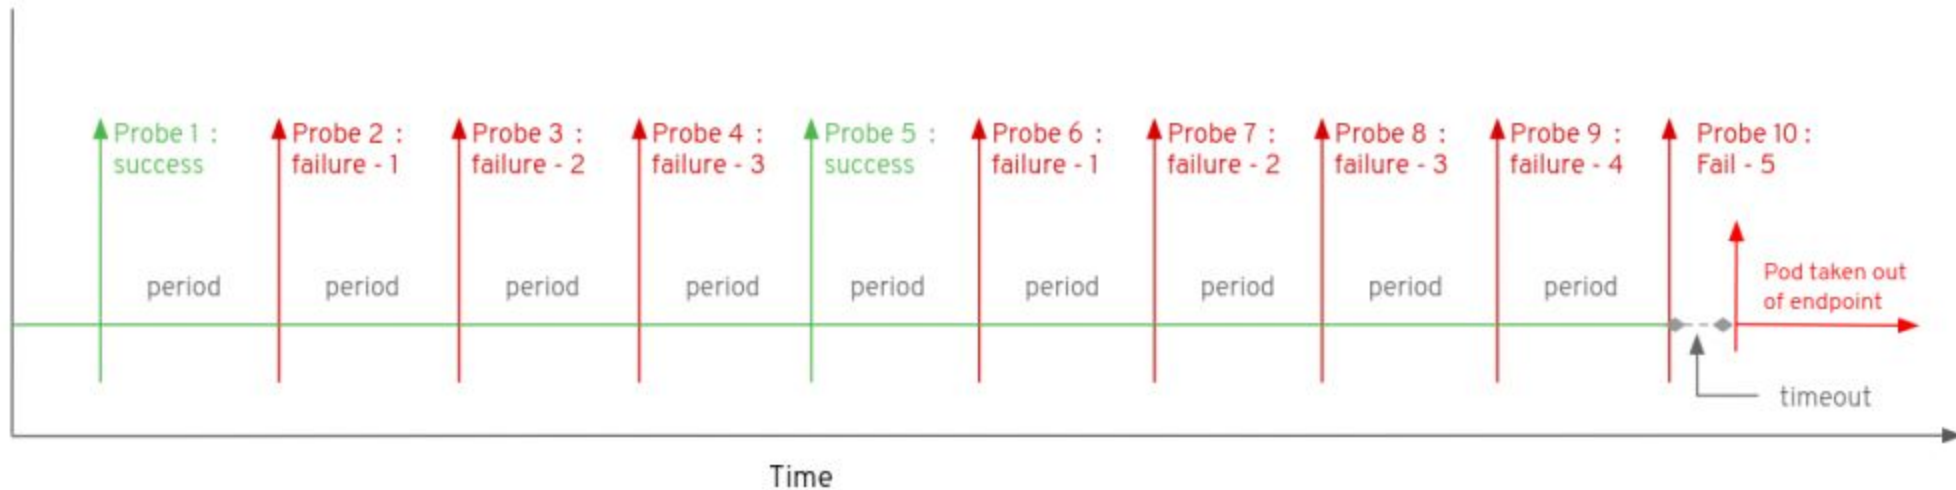 Probe 1 :
success
Probe 2 :
failure - 1
Probe 3 :
failure - 2
Probe 4 :
failure - 3
Probe 5 :
success
Probe 6 :
failure - 1
Probe 7 :
failure - 2
Probe 8 :
failure - 3
Probe 9 :
failure - 4
Probe 10 :
Fail - 5
period
period
period
period
period
period
period
period
period
Pod taken out
of endpoint
timeout
Time